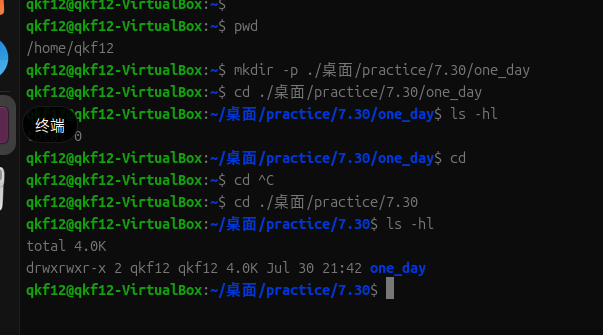 qkf12@qkf12-VirtualBox:~$
qkf12@qkf12-VirtualBox:~$ pwd
/home/qkf12
qkf12@qkf12-VirtualBox:~$ mkdir -p ./桌面/practice/7.30/one_day
qkf12@qkf12-VirtualBox:~$ cd ./桌面/practice/7.30/one_day
qkf12@qkf12-VirtualBox:~/桌面/practice/7.30/one_day$ ls -hl
终端
0
qkf12@qkf12-VirtualBox:~/桌面/practice/7.30/one_day$ cd
qkf12@qkf12-VirtualBox:~$ cd ^C
qkf12@qkf12-VirtualBox:~$ cd ./桌面/practice/7.30
qkf12@qkf12-VirtualBox:~/桌面/practice/7.30$ ls -hl
total 4.0K
drwxrwxr-x 2 qkf12 qkf12 4.0K Jul 30 21:42 one_day
qkf12@qkf12-VirtualBox:~/桌面/practice/7.30$